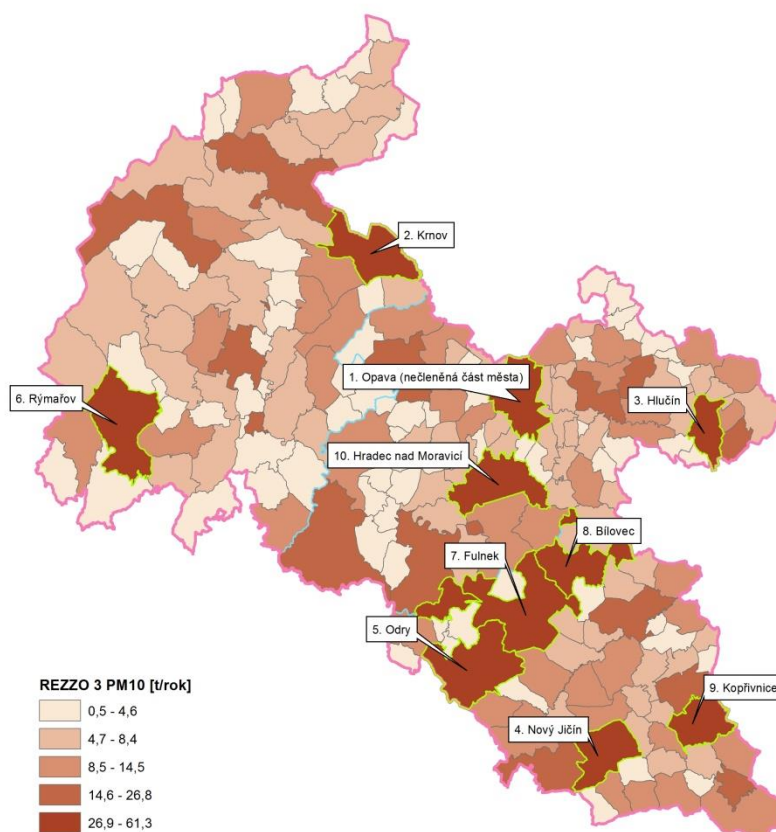 2. Krnov
1. Opava (nečleněná část města)
6. Rýmařov
3. Hlučín
10. Hradec nad Moravicí
8. Bílovec
7. Fulnek
5. Odry
9. Kopřivnice
4. Nový Jičín
REZZO 3 PM10 [t/rok]
0,5 - 4,6
4,7 - 8,4
8,5 - 14,5
14,6 - 26,8
26,9 - 61,3